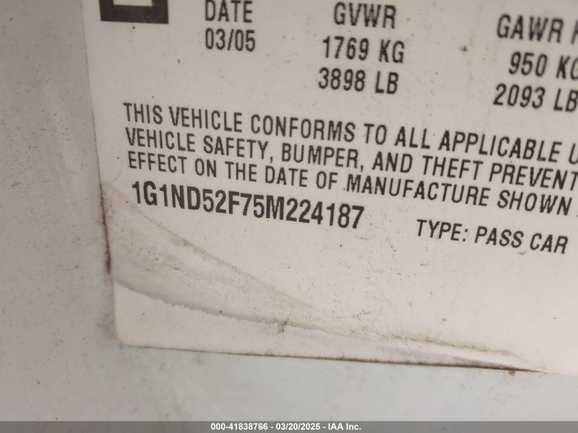 DATE GVWR GAWR
03/05 1769 KG 950 KG
3898 LB 2093 LB
THIS VEHICLE CONFORMS TO ALL APPLICABLE
VEHICLE SAFETY, BUMPER, AND THEFT PREVENT
EFFECT ON THE DATE OF MANUFACTURE SHOWN
1G1ND52F75M224187 TYPE: PASS CAR
000-41838766 - 03/20/2025 - IAA Inc.